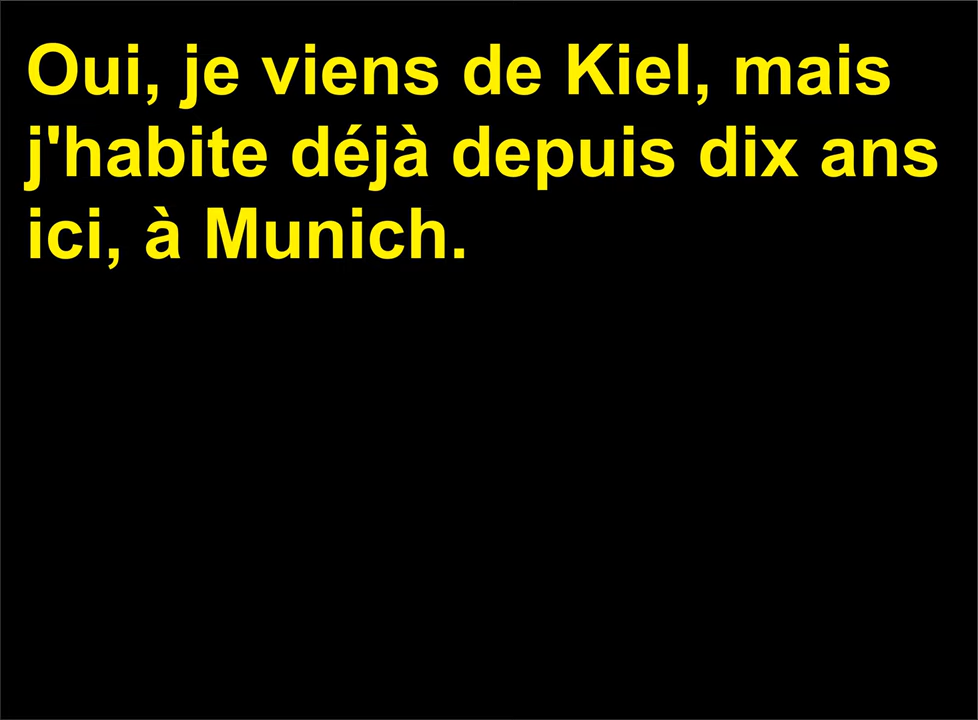 Oui, je viens de Kiel, mais
j'habite déjà depuis dix ans
ici, à Munich.